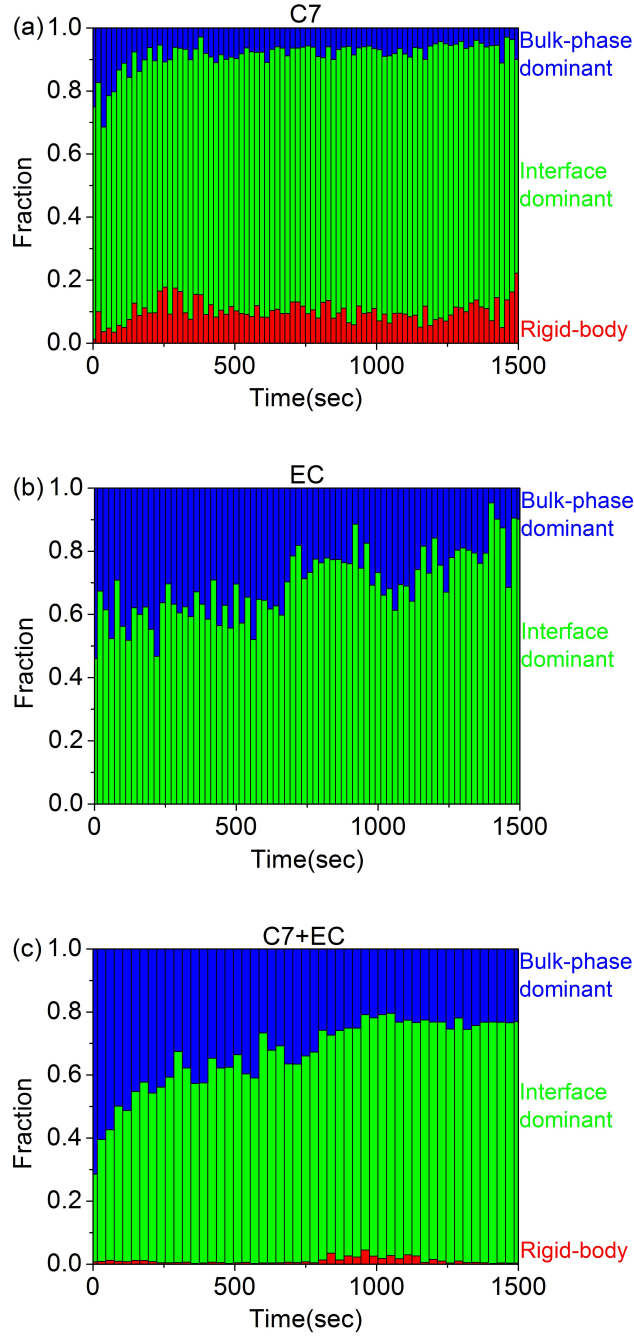 (a)
C7
1.0
0.8
0.6
0.4
0.2
0.0
Fraction
0
500
1000
1500
Time(sec)
Bulk-phase
dominant
Interface
dominant
Rigid-body
(b)
EC
1.0
0.8
0.6
0.4
0.2
0.0
Fraction
0
500
1000
1500
Time(sec)
Bulk-phase
dominant
Interface
dominant
(c)
C7+EC
1.0
0.8
0.6
0.4
0.2
0.0
Fraction
0
500
1000
1500
Time(sec)
Bulk-phase
dominant
Interface
dominant
Rigid-body